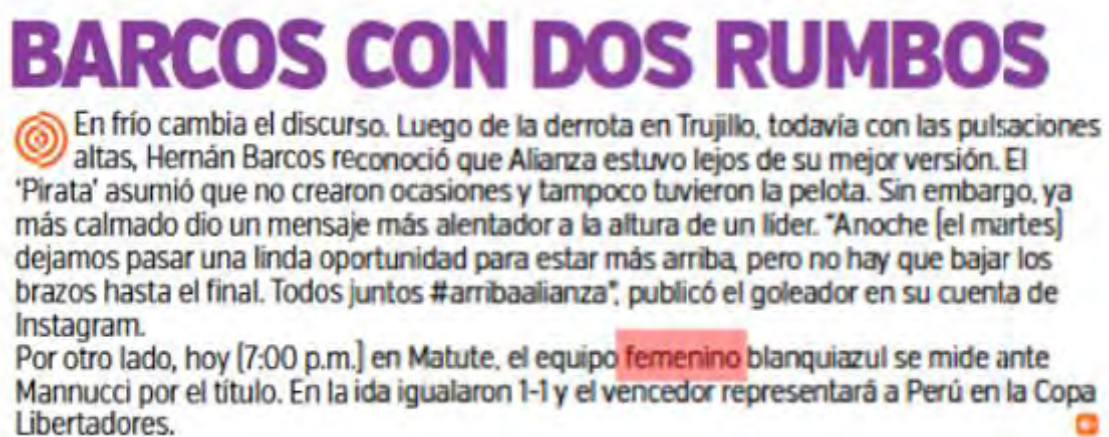 BARCOS CON DOS RUMBOS
En frío cambia el discurso. Luego de la derrota en Trujillo, todavía con las pulsaciones
altas, Hernán Barcos reconoció que Alianza estuvo lejos de su mejor versión. El
'Pirata' asumió que no crearon ocasiones y tampoco tuvieron la pelota. Sin embargo, ya
más calmado dio un mensaje más alentador a la altura de un líder. "Anoche [el martes]
dejamos pasar una linda oportunidad para estar más arriba, pero no hay que bajar los
brazos hasta el final. Todos juntos #arribaalianza", publicó el goleador en su cuenta de
Instagram.
Por otro lado, hoy [7:00 p.m.] en Matute, el equipo femenino blanquiazul se mide ante
Mannucci por el título. En la ida igualaron 1-1 y el vencedor representará a Perú en la Copa
Libertadores.